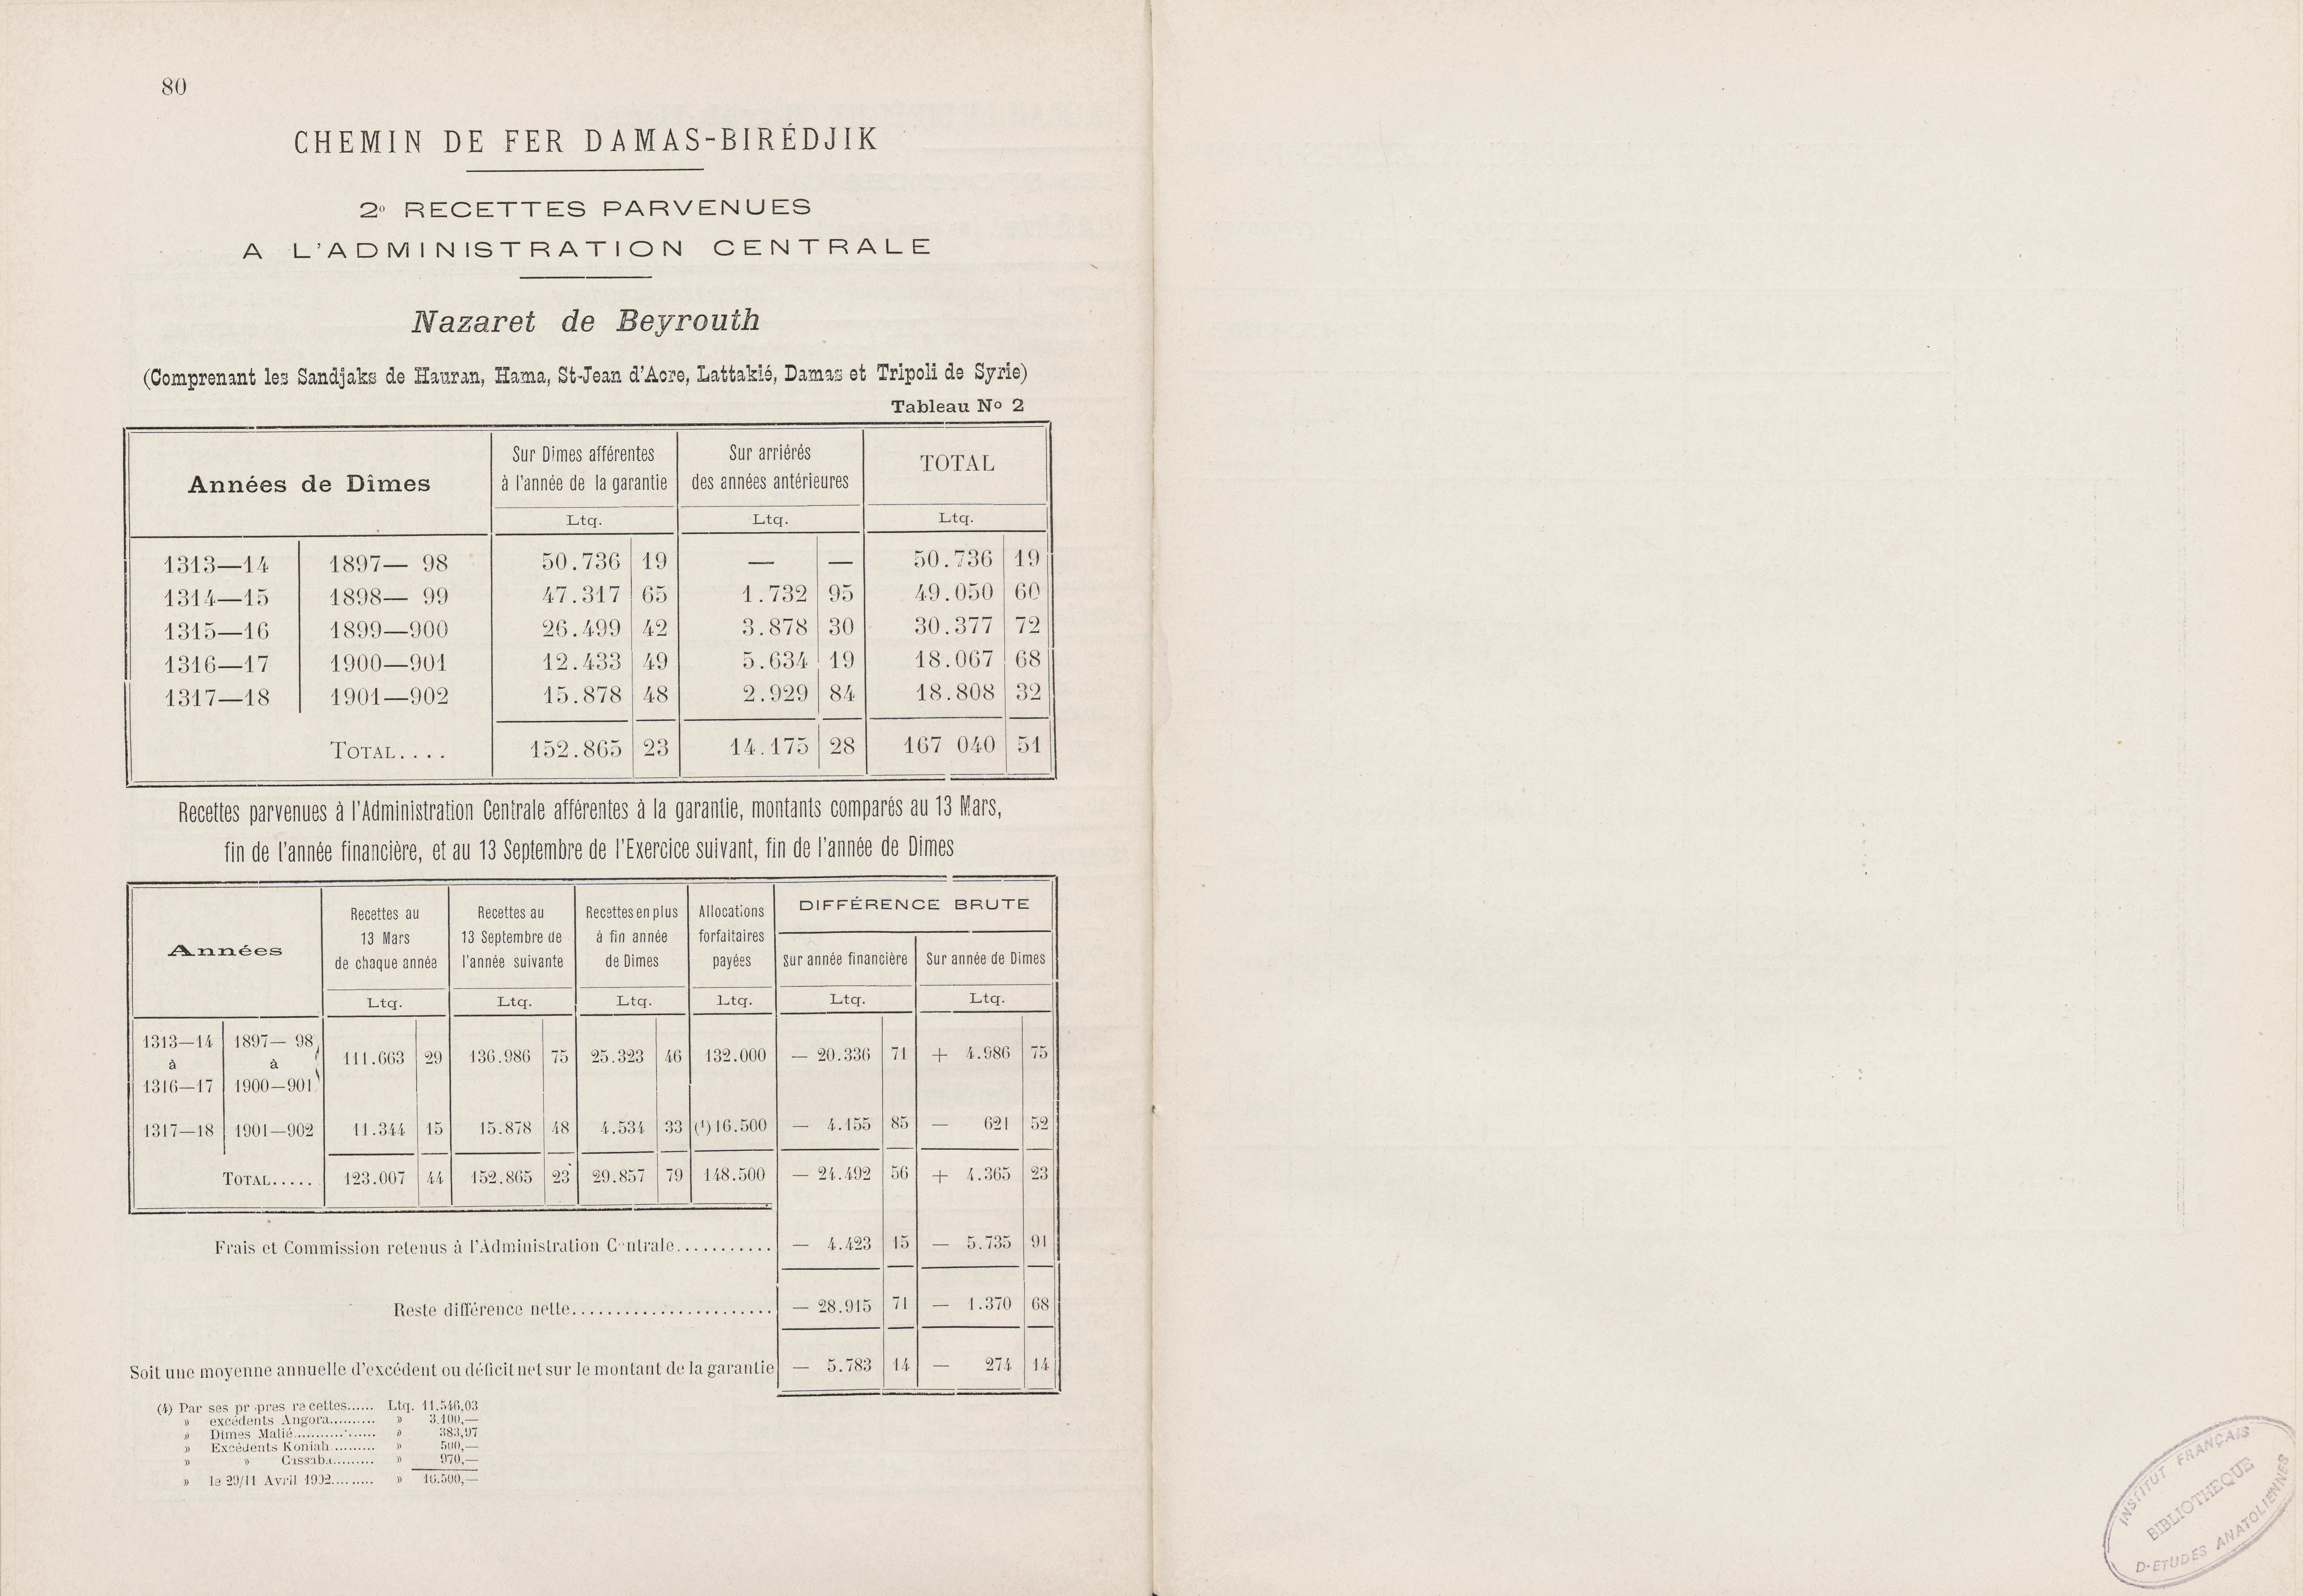 80
CHEMIN DE FER DAMAS-BIRÉDJIK
2º RECETTES PARVENUES
A L'ADMINISTRATION CENTRALE
Nazaret de Beyrouth
(Comprenant les Sandjaks de Hauran, Hama, St-Jean d'Acre, Lattakié, Damas et Tripoli de Syrie)
Tableau Nº 2
Années de Dîmes | Sur Dîmes afférentes à l'année de la garantie | Sur arriérés des années antérieures | TOTAL
Ltq. | Ltq. | Ltq.
1313—14 | 1897— 98 | 50.736 | 19 | — | — | 50.736 | 19
1314—15 | 1898— 99 | 47.317 | 65 | 1.732 | 95 | 49.050 | 60
1315—16 | 1899—900 | 26.499 | 42 | 3.878 | 30 | 30.377 | 72
1316—17 | 1900—901 | 12.433 | 49 | 5.634 | 19 | 18.067 | 68
1317—18 | 1901—902 | 15.878 | 48 | 2.929 | 84 | 18.808 | 32
TOTAL.... | 152.865 | 23 | 14.175 | 28 | 167 040 | 51
Recettes parvenues à l'Administration Centrale afférentes à la garantie, montants comparés au 13 Mars,
fin de l'année financière, et au 13 Septembre de l'Exercice suivant, fin de l'année de Dîmes
Années | Recettes au 13 Mars de chaque année | Recettes au 13 Septembre de l'année suivante | Recettes en plus à fin année de Dîmes | Allocations forfaitaires payées | DIFFÉRENCE BRUTE
Sur année financière | Sur année de Dîmes
Ltq. | Ltq. | Ltq. | Ltq. | Ltq. | Ltq.
1313—14 | 1897— 98
à | à | 111.663 | 29 | 136.986 | 75 | 25.323 | 46 | 132.000 | — 20.336 | 71 | + 4.986 | 75
1316—17 | 1900—901
1317—18 | 1901—902 | 11.344 | 15 | 15.878 | 48 | 4.534 | 33 | (¹) 16.500 | — 4.155 | 85 | — 621 | 52
TOTAL..... | 123.007 | 44 | 152.865 | 23 | 29.857 | 79 | 148.500 | — 24.492 | 56 | + 4.365 | 23
Frais et Commission retenus à l'Administration C ntrale........... | — 4.423 | 15 | — 5.735 | 91
Reste différence nette....................... | — 28.915 | 71 | — 1.370 | 68
Soit une moyenne annuelle d'excédent ou déficit net sur le montant de la garantie | — 5.783 | 14 | — 274 | 14
(1) Par ses pr pres recettes...... Ltq. 11.546,03
» excédents Angora.......... » 3.100,—
» Dîmes Malié................. » 383,97
» Excédents Koniah......... » 500,—
» » Cassaba......... » 970,—
» le 29/11 Avril 1902......... » 16.500,—
INSTITUT FRANÇAIS
BIBLIOTHEQUE
D-ETUDES ANATOLIENNES